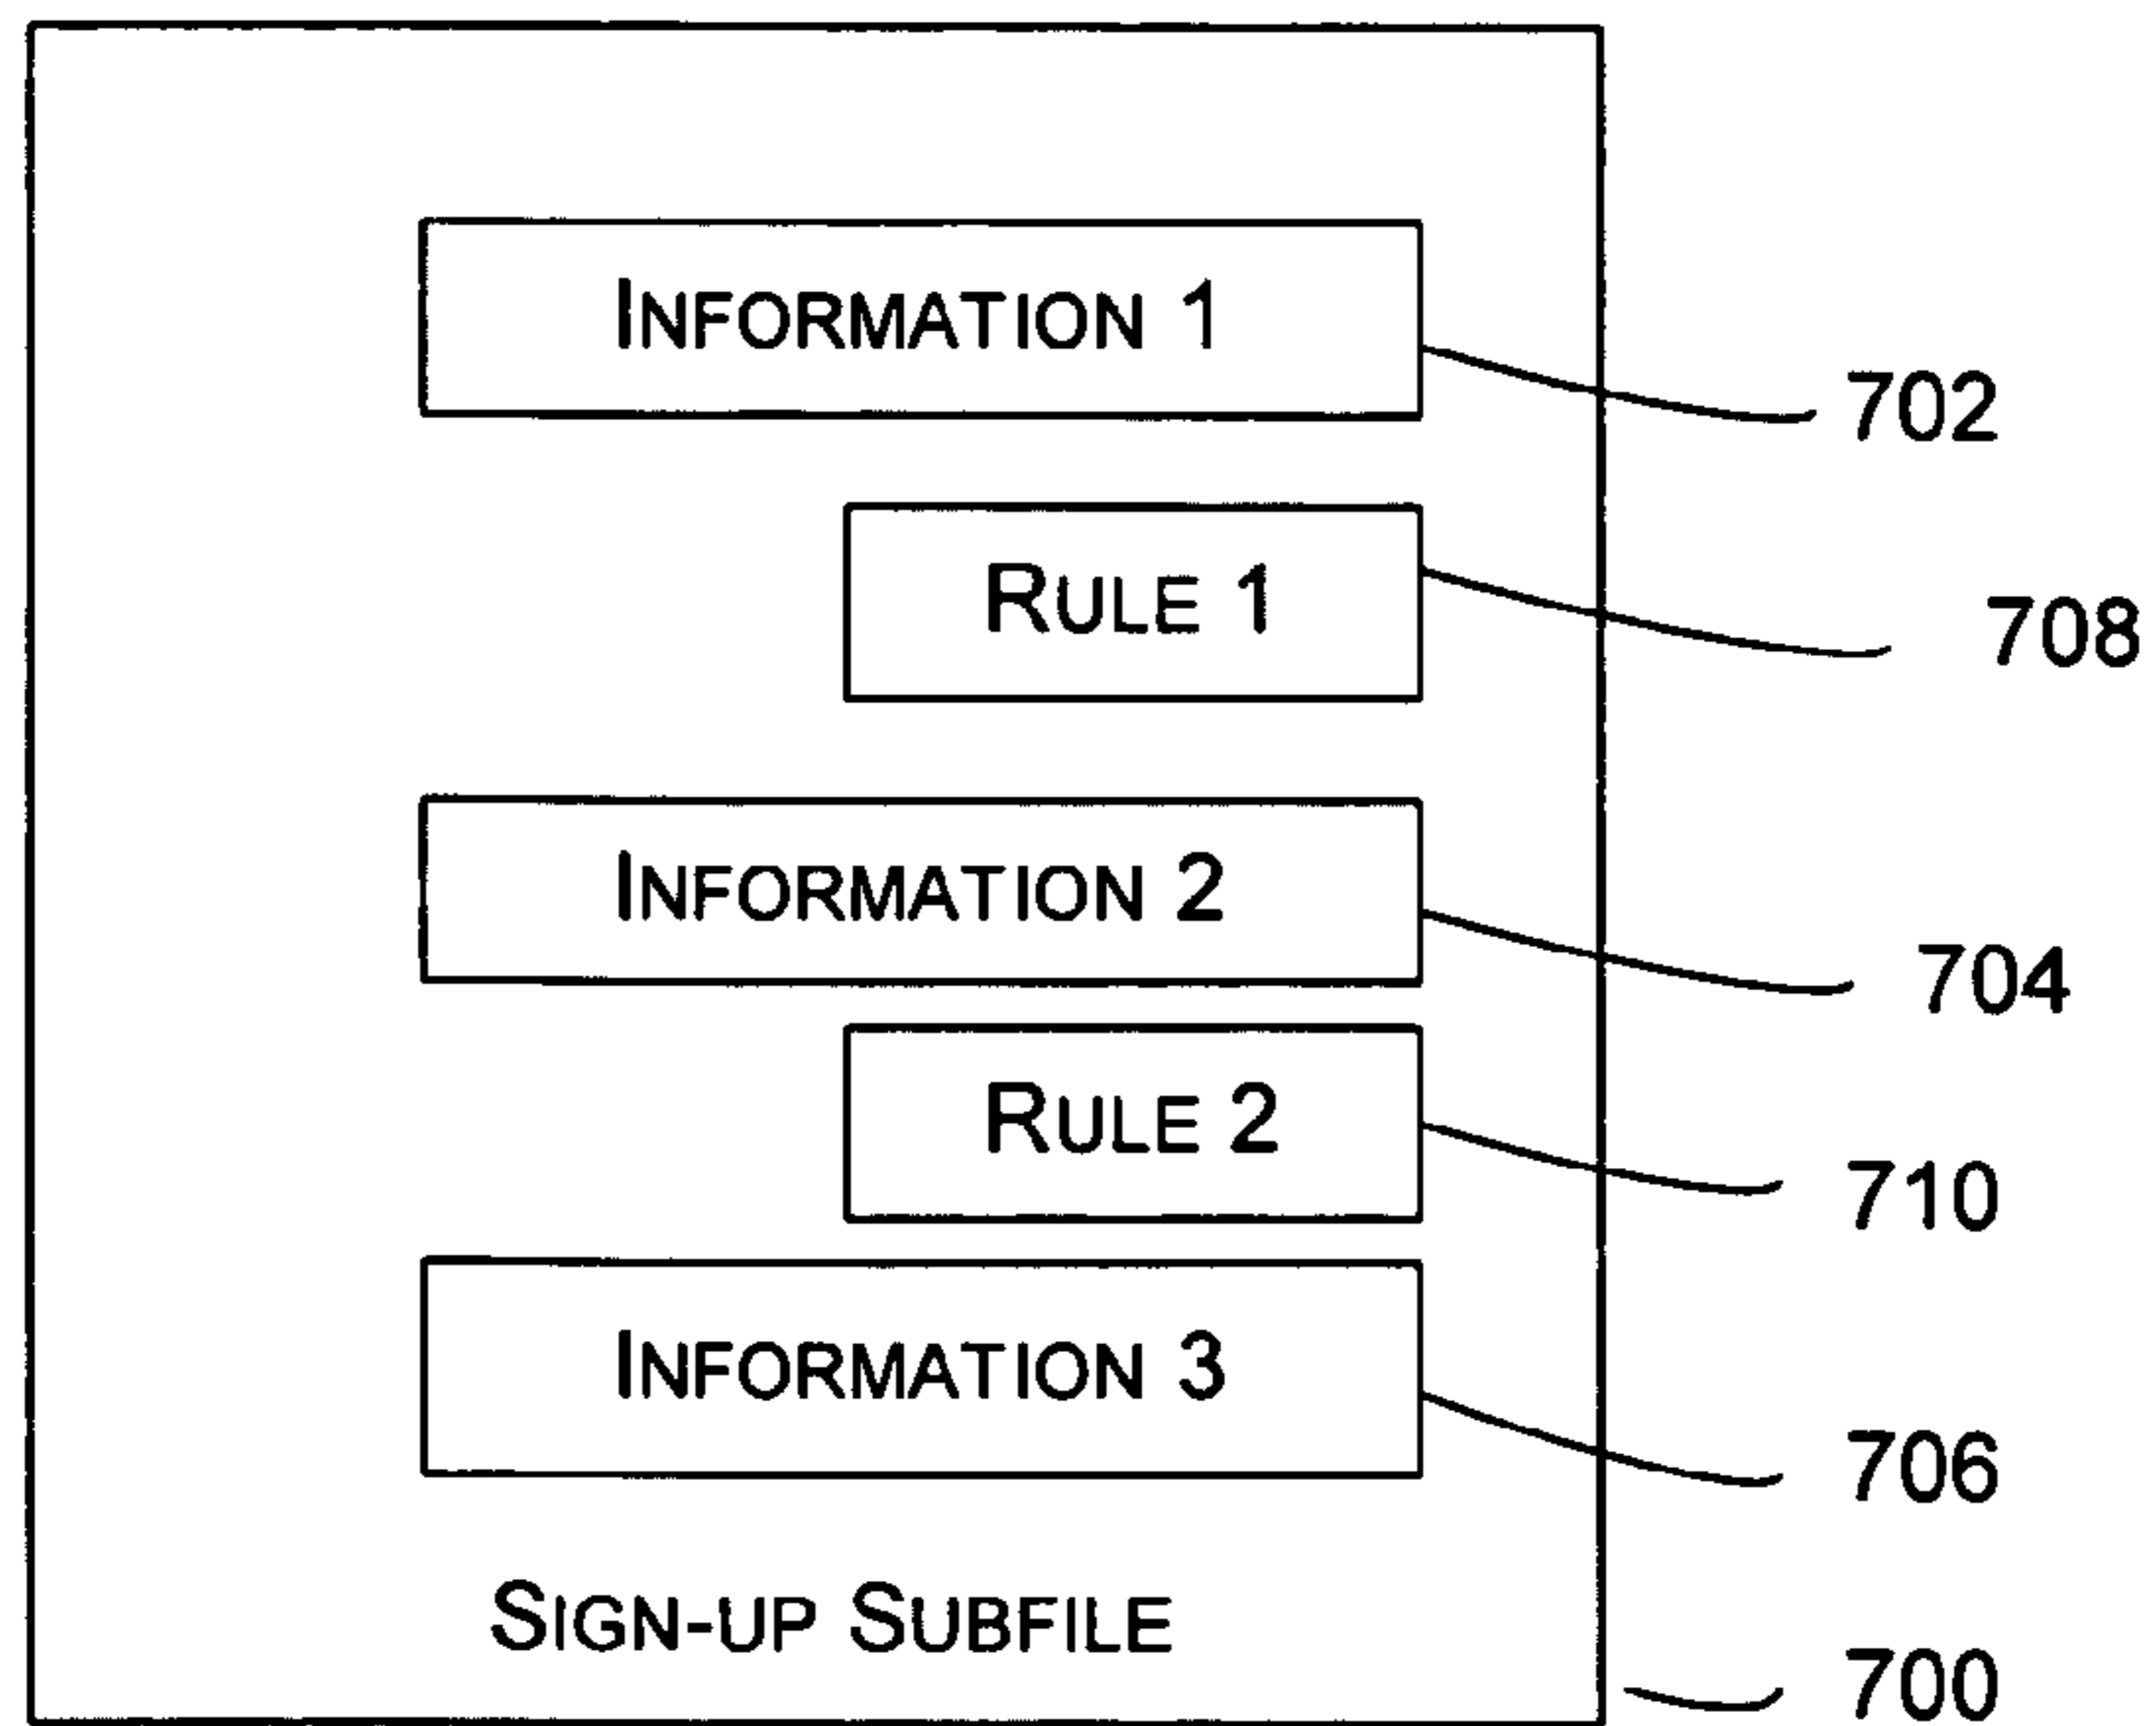 INFORMATION 1
702
RULE 1
708
INFORMATION 2
704
RULE 2
710
INFORMATION 3
706
SIGN-UP SUBFILE
700